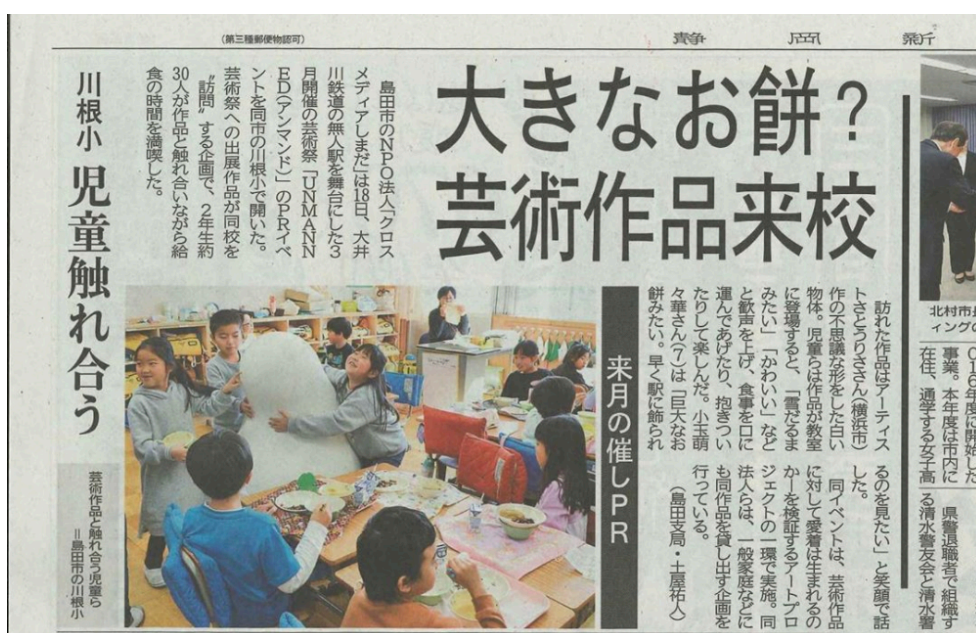 (第三種郵便物認可)
静岡新
大きなお餅?
芸術作品来校
川根小 児童触れ合う
島田市のNPO法人「クロス
メディアしまだ」は18日、大井
川鉄道の無人駅を舞台にした3
月開催の芸術祭「UNMANN
ED(アンマンド)」のPRイベ
ントを同市の川根小で開いた。
芸術祭への出展作品が同校を
〝訪問〟する企画で、2年生約
30人が作品と触れ合いながら給
食の時間を満喫した。
来月の催しPR
訪れた作品はアーティス
トさとうりささん(横浜市)
作の不思議な形をした白い
物体。児童らは作品が教室
に登場すると、「雪だるま
みたい」「かわいい」など
と歓声を上げ、食事を口に
運んであげたり、抱きつい
たりして楽しんだ。小玉萌
々華さん(7)は「巨大なお
餅みたい。早く駅に飾られ
るのを見たい」と笑顔で話
した。
同イベントは、芸術作品
に対して愛着は生まれるの
か―を検証するアートプロ
ジェクトの一環で実施。同
法人らは、一般家庭などに
も同作品を貸し出す企画を
行っている。
(島田支局・土屋祐人)
芸術作品と触れ合う児童ら
=島田市の川根小
北村市長
ィングの
016年度に開始した
事業。本年度は市内に
在住、通学する女子高
県警退職者で組織す
る清水警友会と清水署